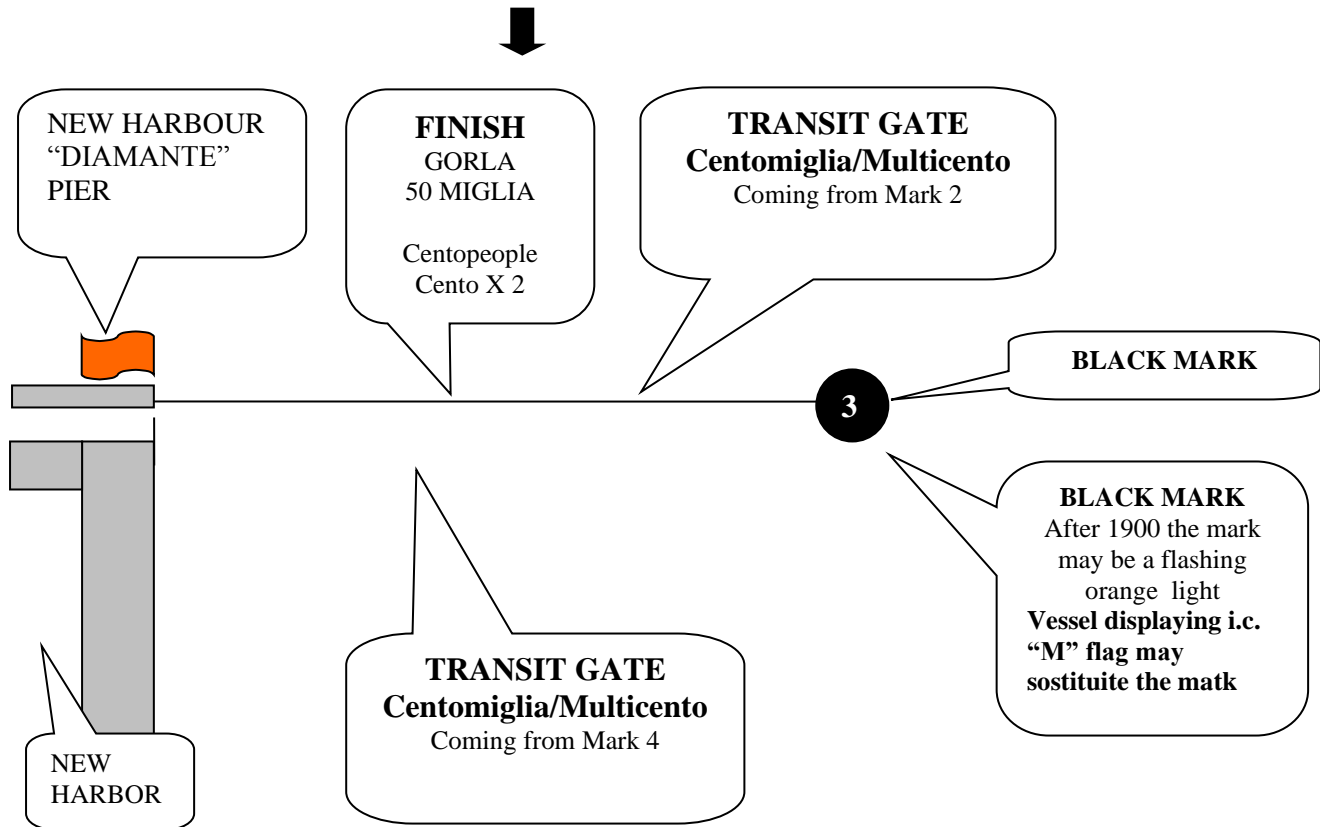 NEW HARBOUR
“DIAMANTE”
PIER
FINISH
GORLA
50 MIGLIA
Centopeople
Cento X 2
TRANSIT GATE
Centomiglia/Multicento
Coming from Mark 2
BLACK MARK
3
BLACK MARK
After 1900 the mark
may be a flashing
orange light
Vessel displaying i.c.
“M” flag may
sostituite the matk
TRANSIT GATE
Centomiglia/Multicento
Coming from Mark 4
NEW
HARBOR